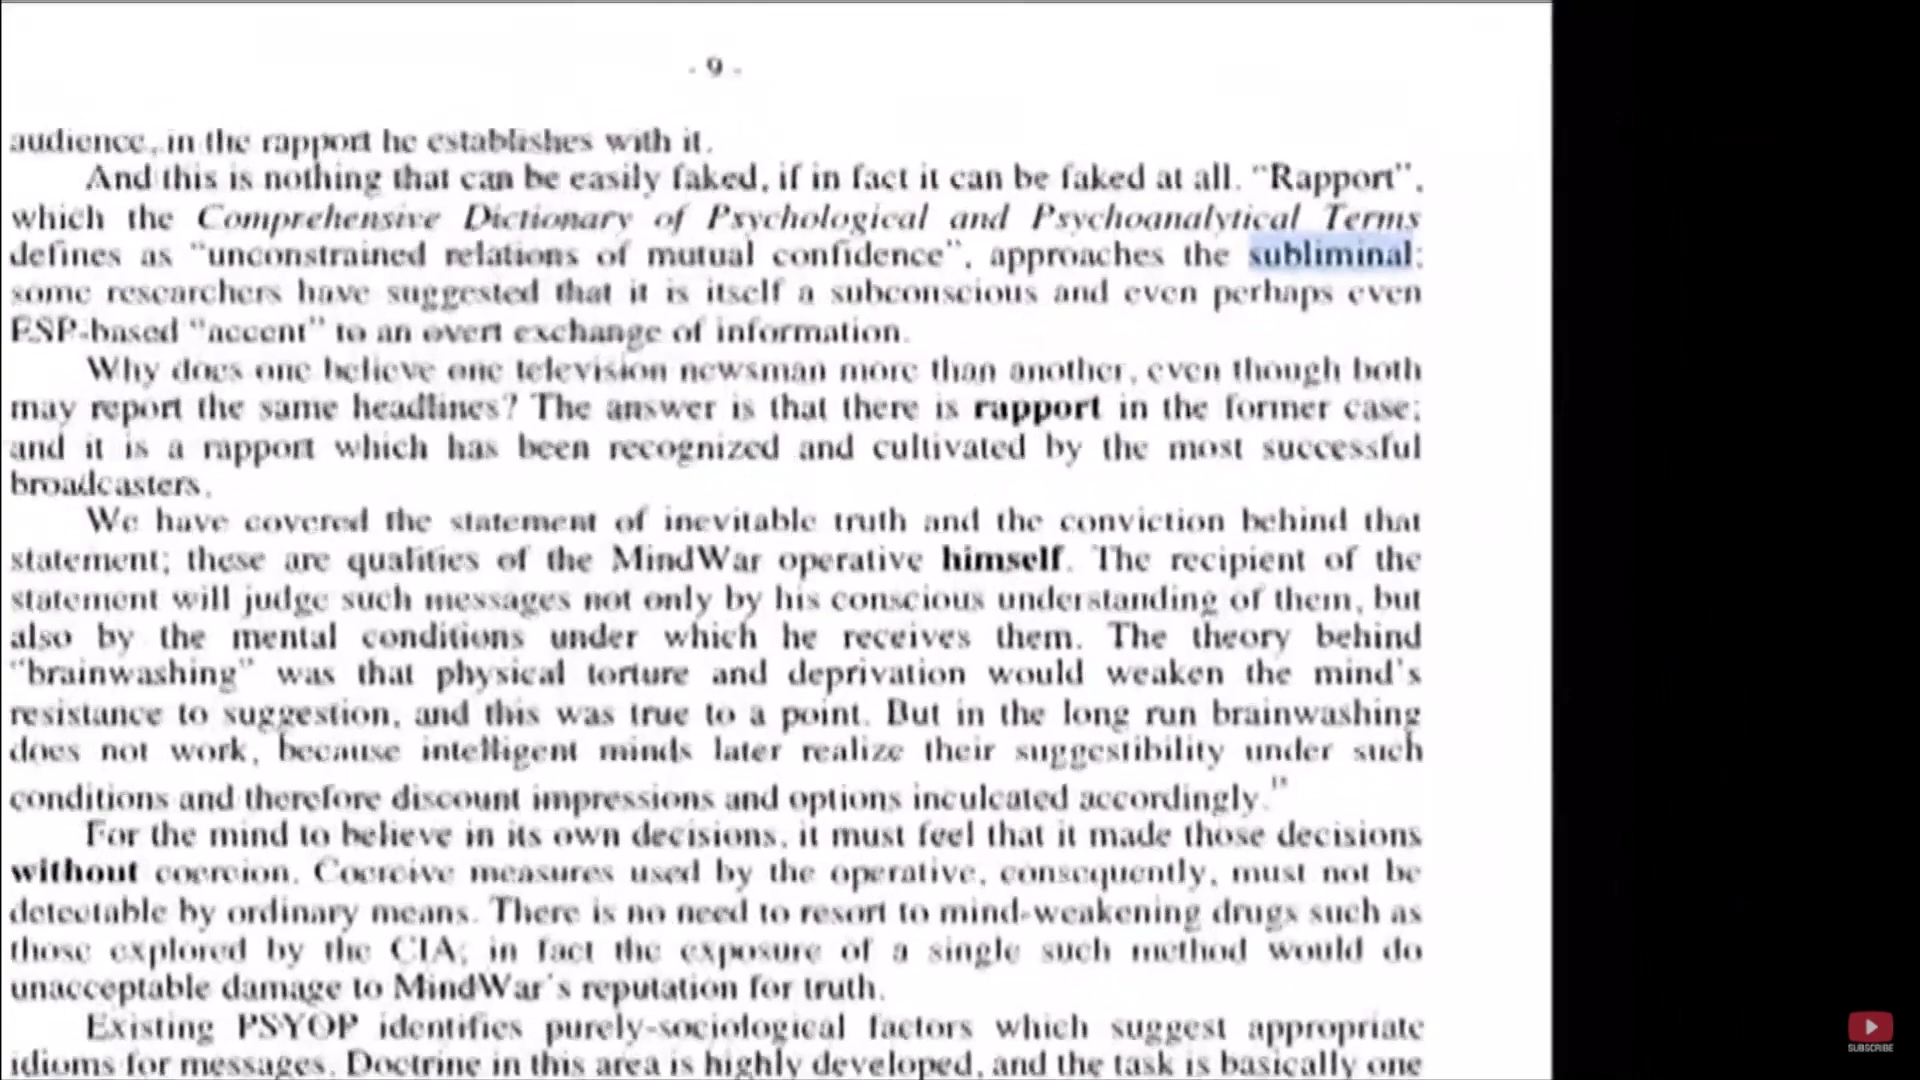 - 9 -
audience, in the rapport he establishes with it.
And this is nothing that can be easily faked, if in fact it can be faked at all. "Rapport",
which the Comprehensive Dictionary of Psychological and Psychoanalytical Terms
defines as "unconstrained relations of mutual confidence", approaches the subliminal;
some researchers have suggested that it is itself a subconscious and even perhaps even
ESP-based "accent" to an overt exchange of information.
Why does one believe one television newsman more than another, even though both
may report the same headlines? The answer is that there is rapport in the former case;
and it is a rapport which has been recognized and cultivated by the most successful
broadcasters.
We have covered the statement of inevitable truth and the conviction behind that
statement; these are qualities of the MindWar operative himself. The recipient of the
statement will judge such messages not only by his conscious understanding of them, but
also by the mental conditions under which he receives them. The theory behind
"brainwashing" was that physical torture and deprivation would weaken the mind's
resistance to suggestion, and this was true to a point. But in the long run brainwashing
does not work, because intelligent minds later realize their suggestibility under such
conditions and therefore discount impressions and options inculcated accordingly.
For the mind to believe in its own decisions, it must feel that it made those decisions
without coercion. Coercive measures used by the operative, consequently, must not be
detectable by ordinary means. There is no need to resort to mind-weakening drugs such as
those explored by the CIA; in fact the exposure of a single such method would do
unacceptable damage to MindWar's reputation for truth.
Existing PSYOP identifies purely-sociological factors which suggest appropriate
idioms for messages. Doctrine in this area is highly developed, and the task is basically one
SUBSCRIBE